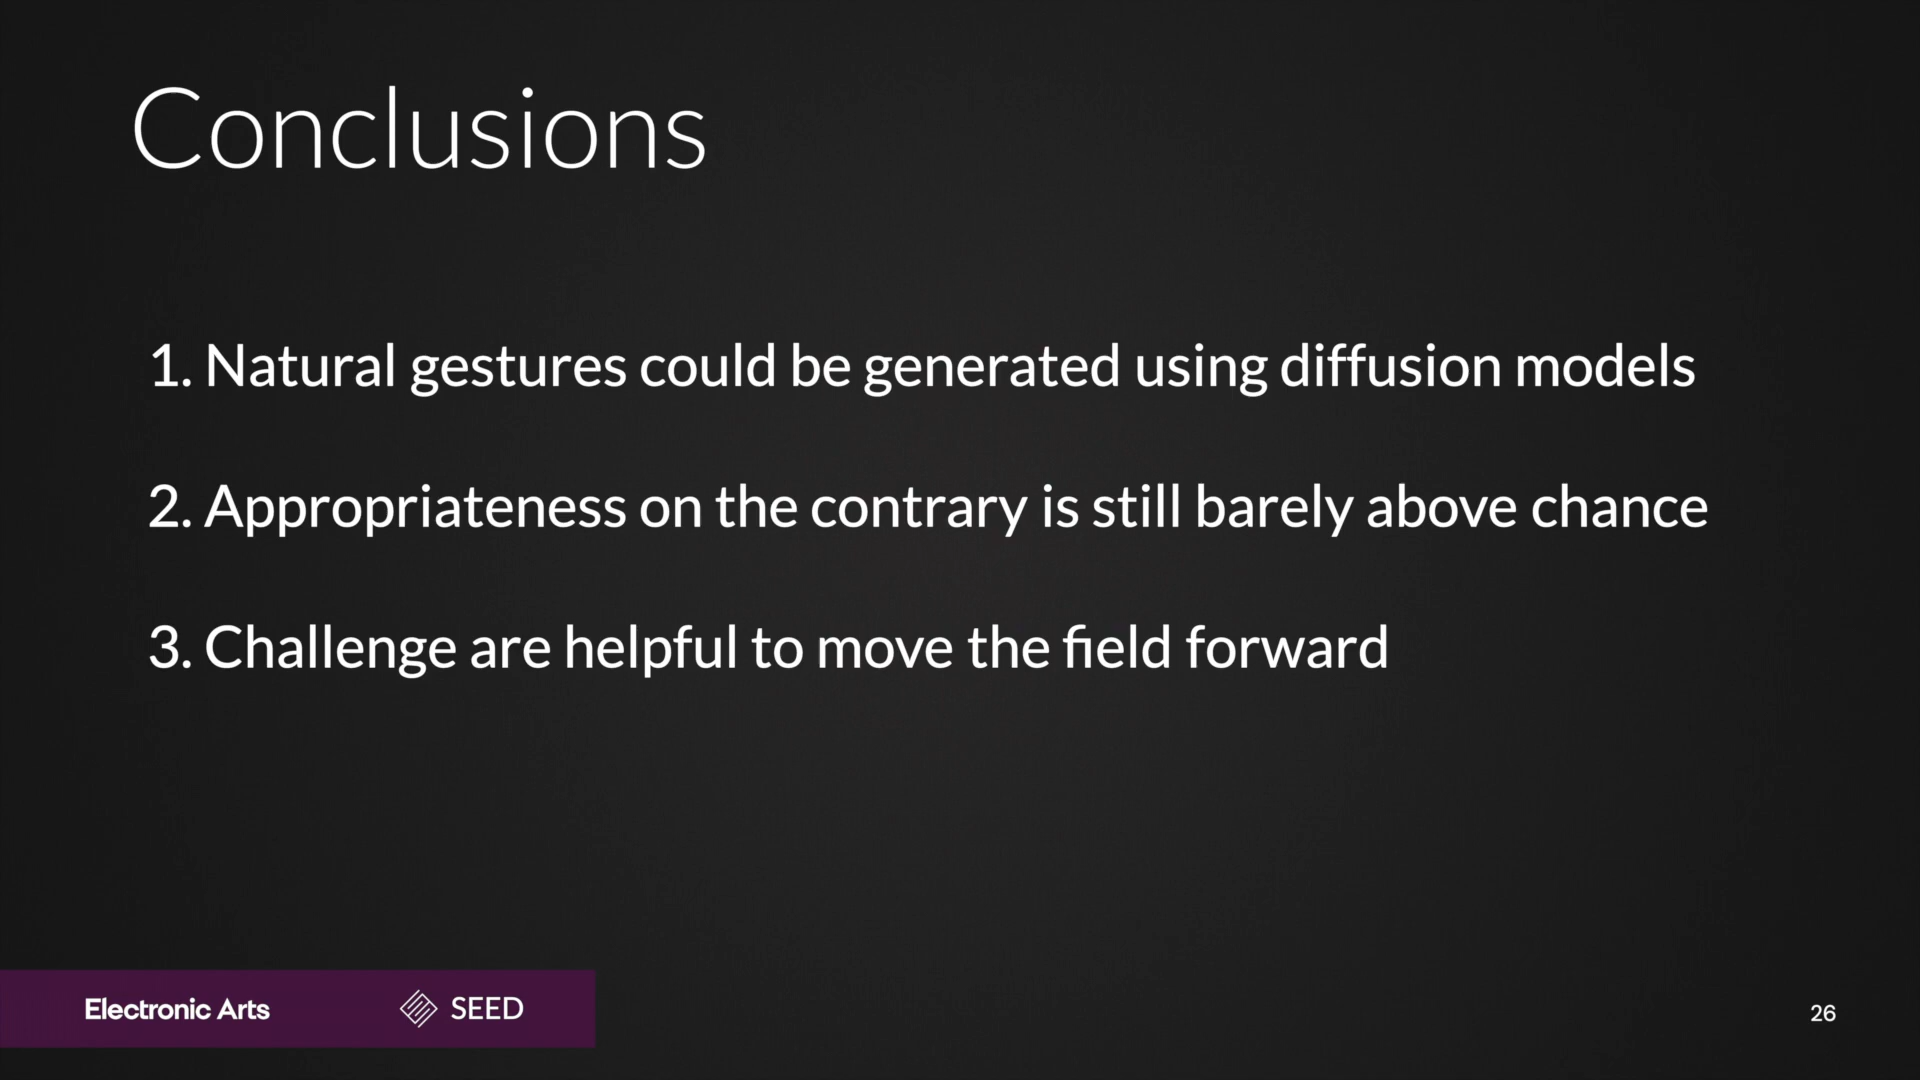 Conclusions
1. Natural gestures could be generated using diffusion models
2. Appropriateness on the contrary is still barely above chance
3. Challenge are helpful to move the field forward
Electronic Arts SEED
26